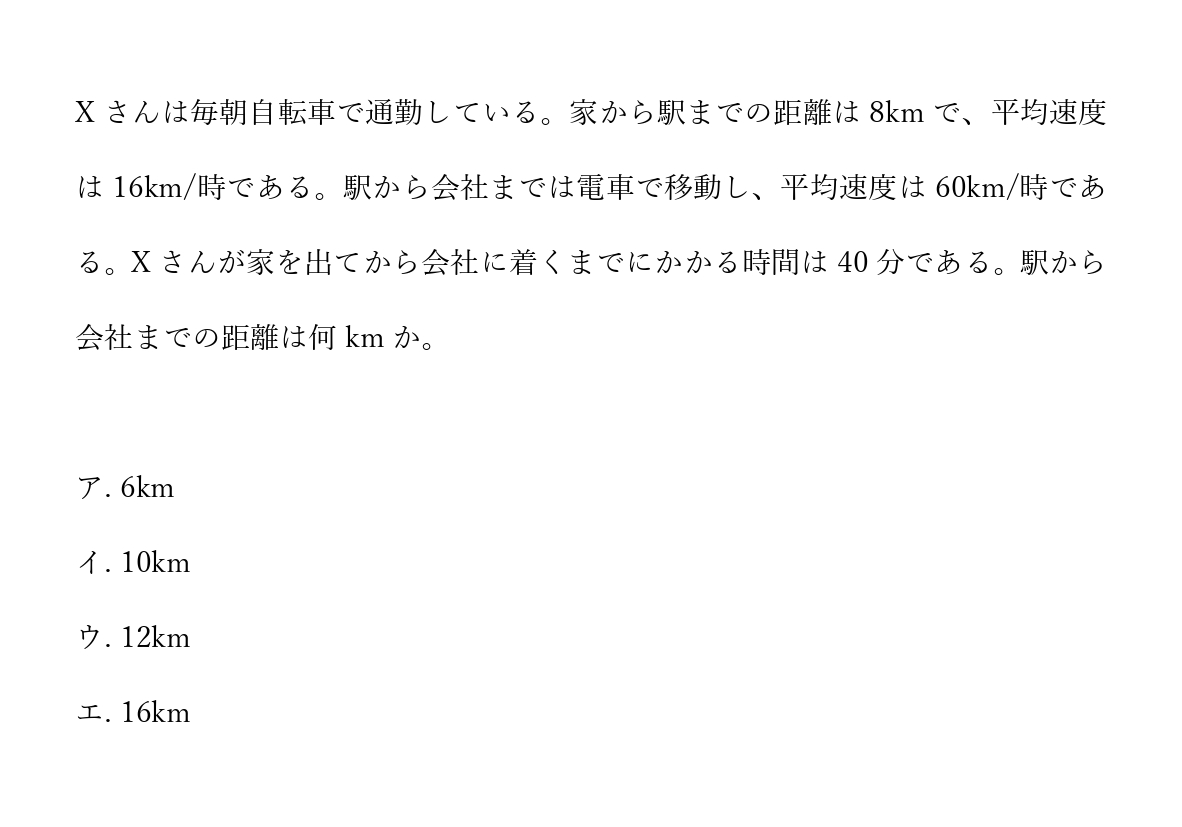 X さんは毎朝自転車で通勤している。家から駅までの距離は 8km で、平均速度
は 16km/時である。駅から会社までは電車で移動し、平均速度は 60km/時であ
る。X さんが家を出てから会社に着くまでにかかる時間は 40 分である。駅から
会社までの距離は何 km か。
ア. 6km
イ. 10km
ウ. 12km
エ. 16km